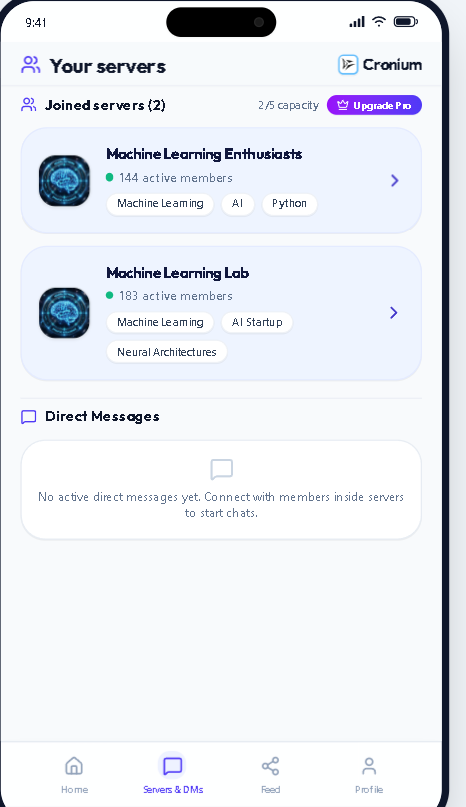 9:41
Your servers
Cronium
Joined servers (2)
2/5 capacity
Upgrade Pro
Machine Learning Enthusiasts
144 active members
Machine Learning
AI
Python
Machine Learning Lab
183 active members
Machine Learning
AI Startup
Neural Architectures
Direct Messages
No active direct messages yet. Connect with members inside servers
to start chats.
Home
Servers & DMs
Feed
Profile